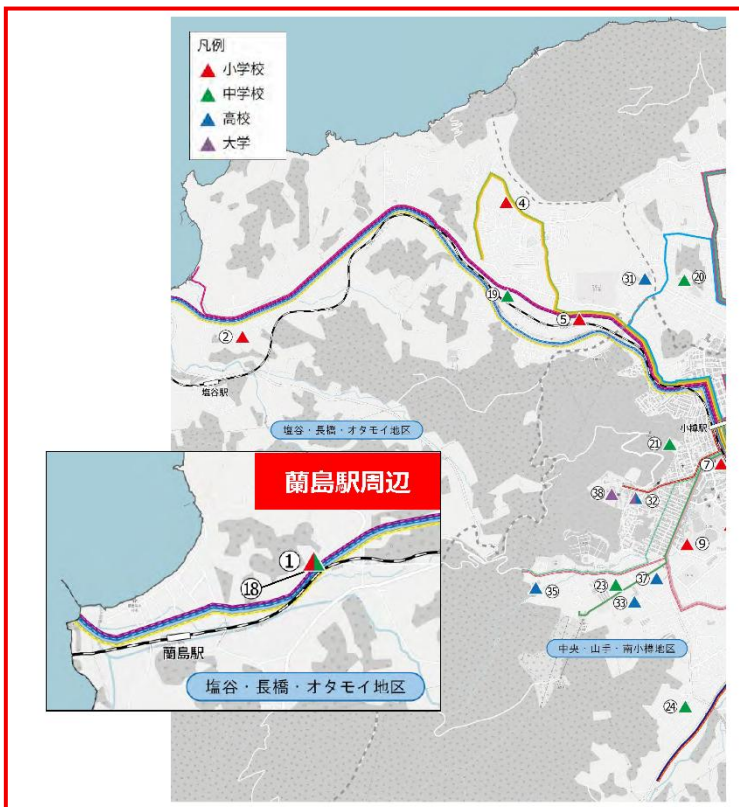 凡例
小学校
中学校
高校
大学
④
⑲
㉛
⑳
⑤
②
塩谷駅
小樽駅
塩谷・長橋・オタモイ地区
㉑
⑦
㊳
㉜
⑨
蘭島駅周辺
①
⑱
蘭島駅
塩谷・長橋・オタモイ地区
㉟
㉓
㊲
㉝
中央・山手・南小樽地区
㉔